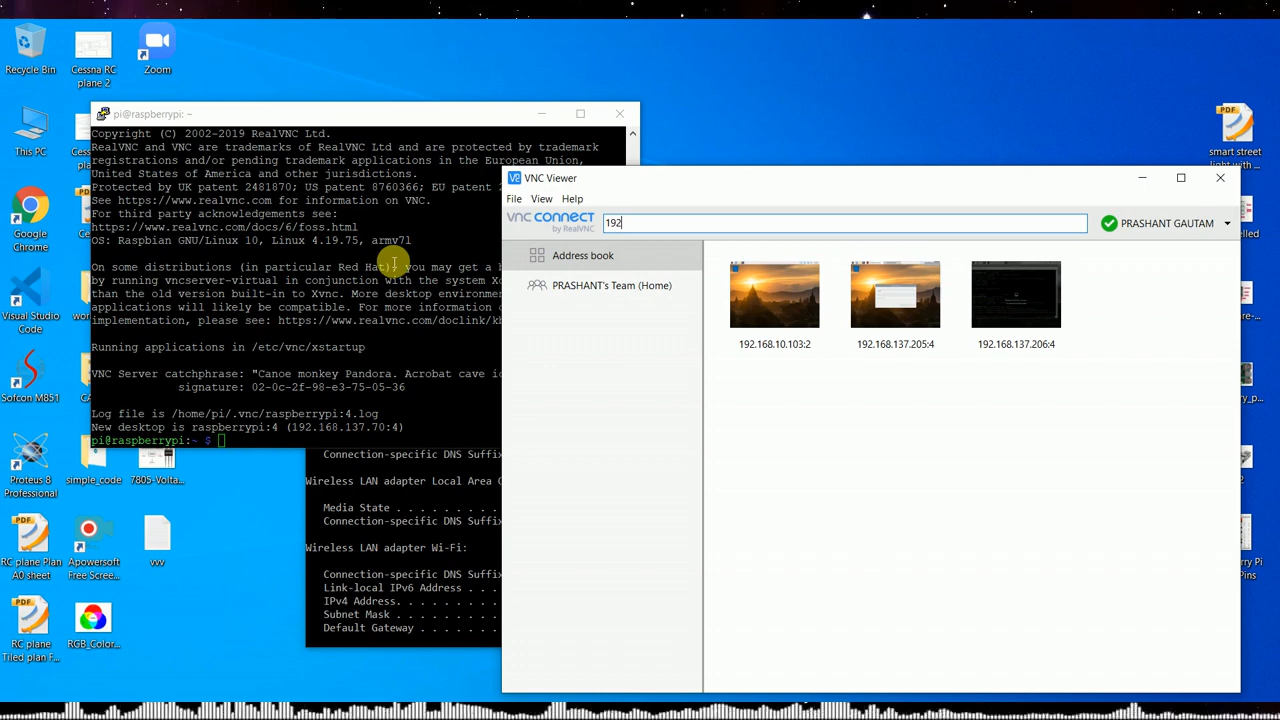 Recycle Bin
Cessna RC
plane 2
Zoom
This PC
Google
Chrome
Visual Studio
Code
Sofcon M851
Proteus 8
Professional
simple_code
7805-Volta...
RC plane Plan
A0 sheet
Apowersoft
Free Scree...
vvv
RC plane
Tiled plan F...
RGB_Color...
pi@raspberrypi: ~
Copyright (C) 2002-2019 RealVNC Ltd.
RealVNC and VNC are trademarks of RealVNC Ltd and are protected by trademark
registrations and/or pending trademark applications in the European Union,
United States of America and other jurisdictions.
Protected by UK patent 2481870; US patent 8760366; EU patent 2
See https://www.realvnc.com for information on VNC.
For third party acknowledgements see:
https://www.realvnc.com/docs/6/foss.html
OS: Raspbian GNU/Linux 10, Linux 4.19.75, armv7l
On some distributions (in particular Red Hat), you may get a b
by running vncserver-virtual in conjunction with the system Xo
than the old version built-in to Xvnc. More desktop environme
applications will likely be compatible. For more information o
implementation, please see: https://www.realvnc.com/doclink/kb
Running applications in /etc/vnc/xstartup
VNC Server catchphrase: "Canoe monkey Pandora. Acrobat cave ic
signature: 02-0c-2f-98-e3-75-05-36
Log file is /home/pi/.vnc/raspberrypi:4.log
New desktop is raspberrypi:4 (192.168.137.70:4)
pi@raspberrypi:~ $
Connection-specific DNS Suffix
Wireless LAN adapter Local Area C
Media State . . . . . . . . . . .
Connection-specific DNS Suffix
Wireless LAN adapter Wi-Fi:
Connection-specific DNS Suffix
Link-local IPv6 Address . . .
IPv4 Address. . . . . . . . . .
Subnet Mask . . . . . . . . . .
Default Gateway . . . . . . . .
VNC Viewer
File View Help
VNC CONNECT
by REALVNC
192
PRASHANT GAUTAM
Address book
PRASHANT's Team (Home)
192.168.10.103:2
192.168.137.205:4
192.168.137.206:4
PDF
smart street
light with ...